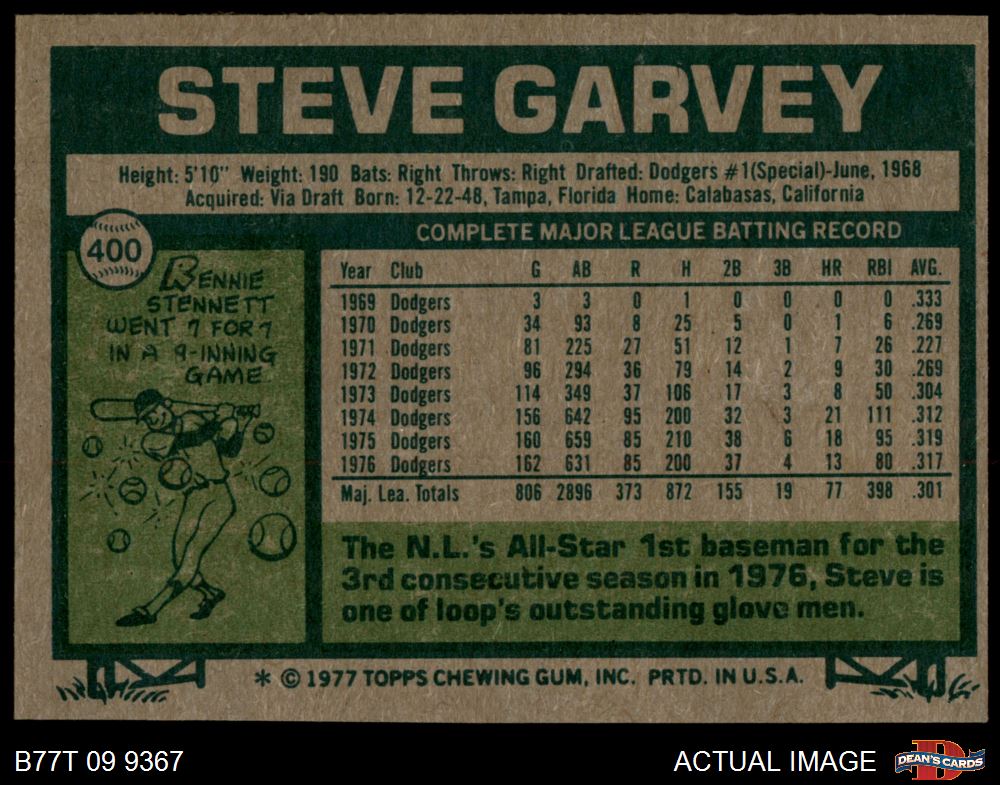 STEVE GARVEY
Height: 5'10" Weight: 190 Bats: Right Throws: Right Drafted: Dodgers #1(Special)-June, 1968
Acquired: Via Draft Born: 12-22-48, Tampa, Florida Home: Calabasas, California
400
RENNIE
STENNETT
WENT 7 FOR 7
IN A 9-INNING
GAME
COMPLETE MAJOR LEAGUE BATTING RECORD
Year Club G AB R H 2B 3B HR RBI AVG.
1969 Dodgers 3 3 0 1 0 0 0 0 .333
1970 Dodgers 34 93 8 25 5 0 1 6 .269
1971 Dodgers 81 225 27 51 12 1 7 26 .227
1972 Dodgers 96 294 36 79 14 2 9 30 .269
1973 Dodgers 114 349 37 106 17 3 8 50 .304
1974 Dodgers 156 642 95 200 32 3 21 111 .312
1975 Dodgers 160 659 85 210 38 6 18 95 .319
1976 Dodgers 162 631 85 200 37 4 13 80 .317
Maj. Lea. Totals 806 2896 373 872 155 19 77 398 .301
The N.L.'s All-Star 1st baseman for the
3rd consecutive season in 1976, Steve is
one of loop's outstanding glove men.
* © 1977 TOPPS CHEWING GUM, INC. PRTD. IN U.S.A.
B77T 09 9367
ACTUAL IMAGE
D
DEAN'S CARDS